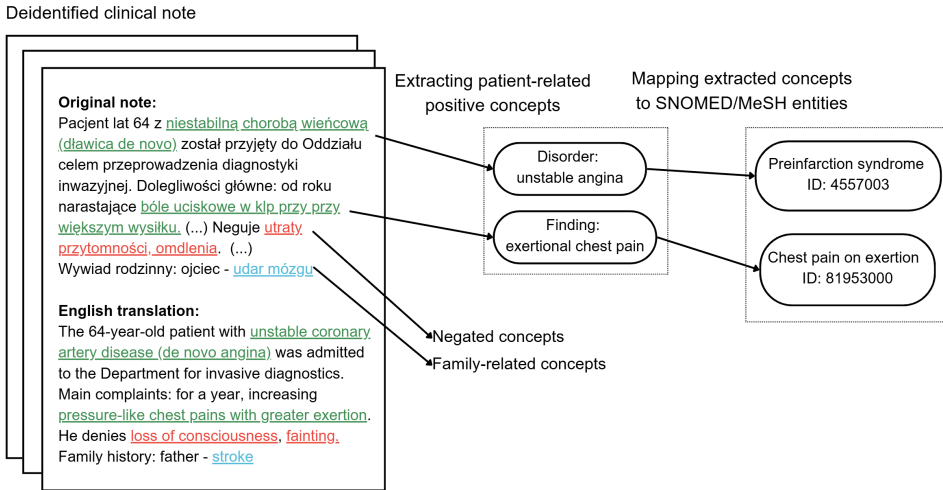 Deidentified clinical note
Original note:
Pacjent lat 64 z niestabilną chorobą wieńcową
(dławica de novo) został przyjęty do Oddziału
celem przeprowadzenia diagnostyki
inwazyjnej. Dolegliwości główne: od roku
narastające bóle uciskowe w klp przy przy
większym wysiłku. (...) Neguje utraty
przytomności, omdlenia.  (...)
Wywiad rodzinny: ojciec - udar mózgu
English translation:
The 64-year-old patient with unstable coronary
artery disease (de novo angina) was admitted
to the Department for invasive diagnostics.
Main complaints: for a year, increasing
pressure-like chest pains with greater exertion.
He denies loss of consciousness, fainting.
Family history: father - stroke
Extracting patient-related
positive concepts
Disorder:
unstable angina
Finding:
exertional chest pain
Negated concepts
Family-related concepts
Mapping extracted concepts
to SNOMED/MeSH entities
Preinfarction syndrome
ID: 4557003
Chest pain on exertion
ID: 81953000